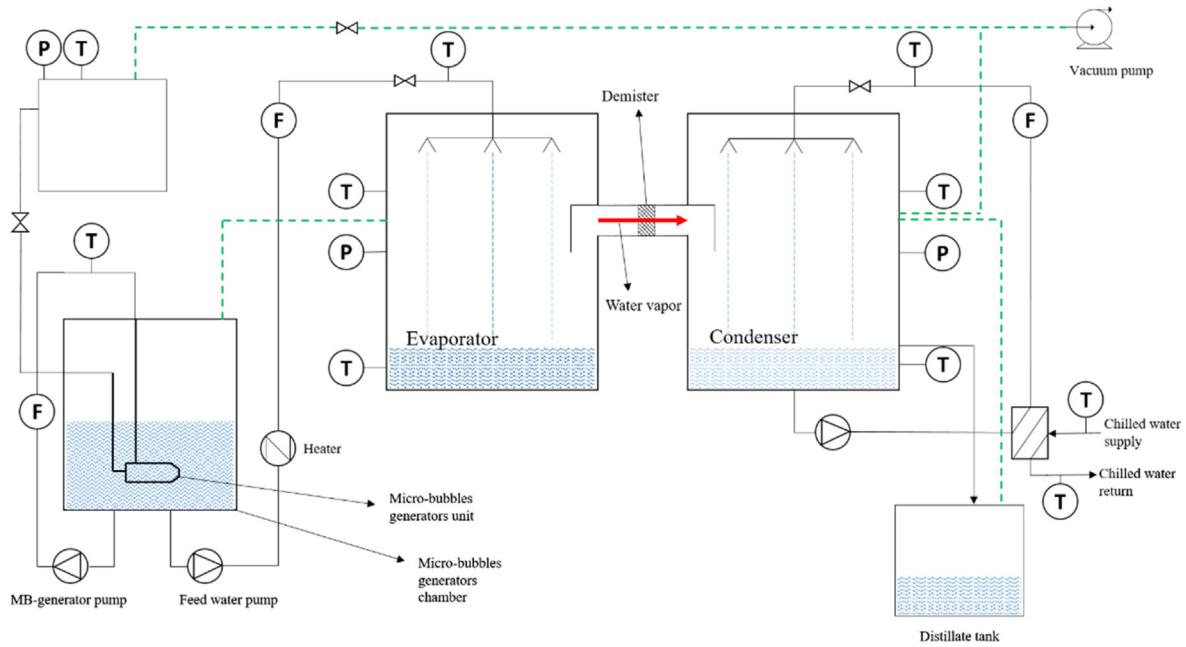 P
T
T
T
Vacuum pump
Demister
F
F
T
T
P
P
Water vapor
T
Evaporator
Condenser
T
T
F
T
Chilled water
supply
Heater
Chilled water
return
T
Micro-bubbles
generators unit
Micro-bubbles
generators
chamber
MB-generator pump
Feed water pump
Distillate tank